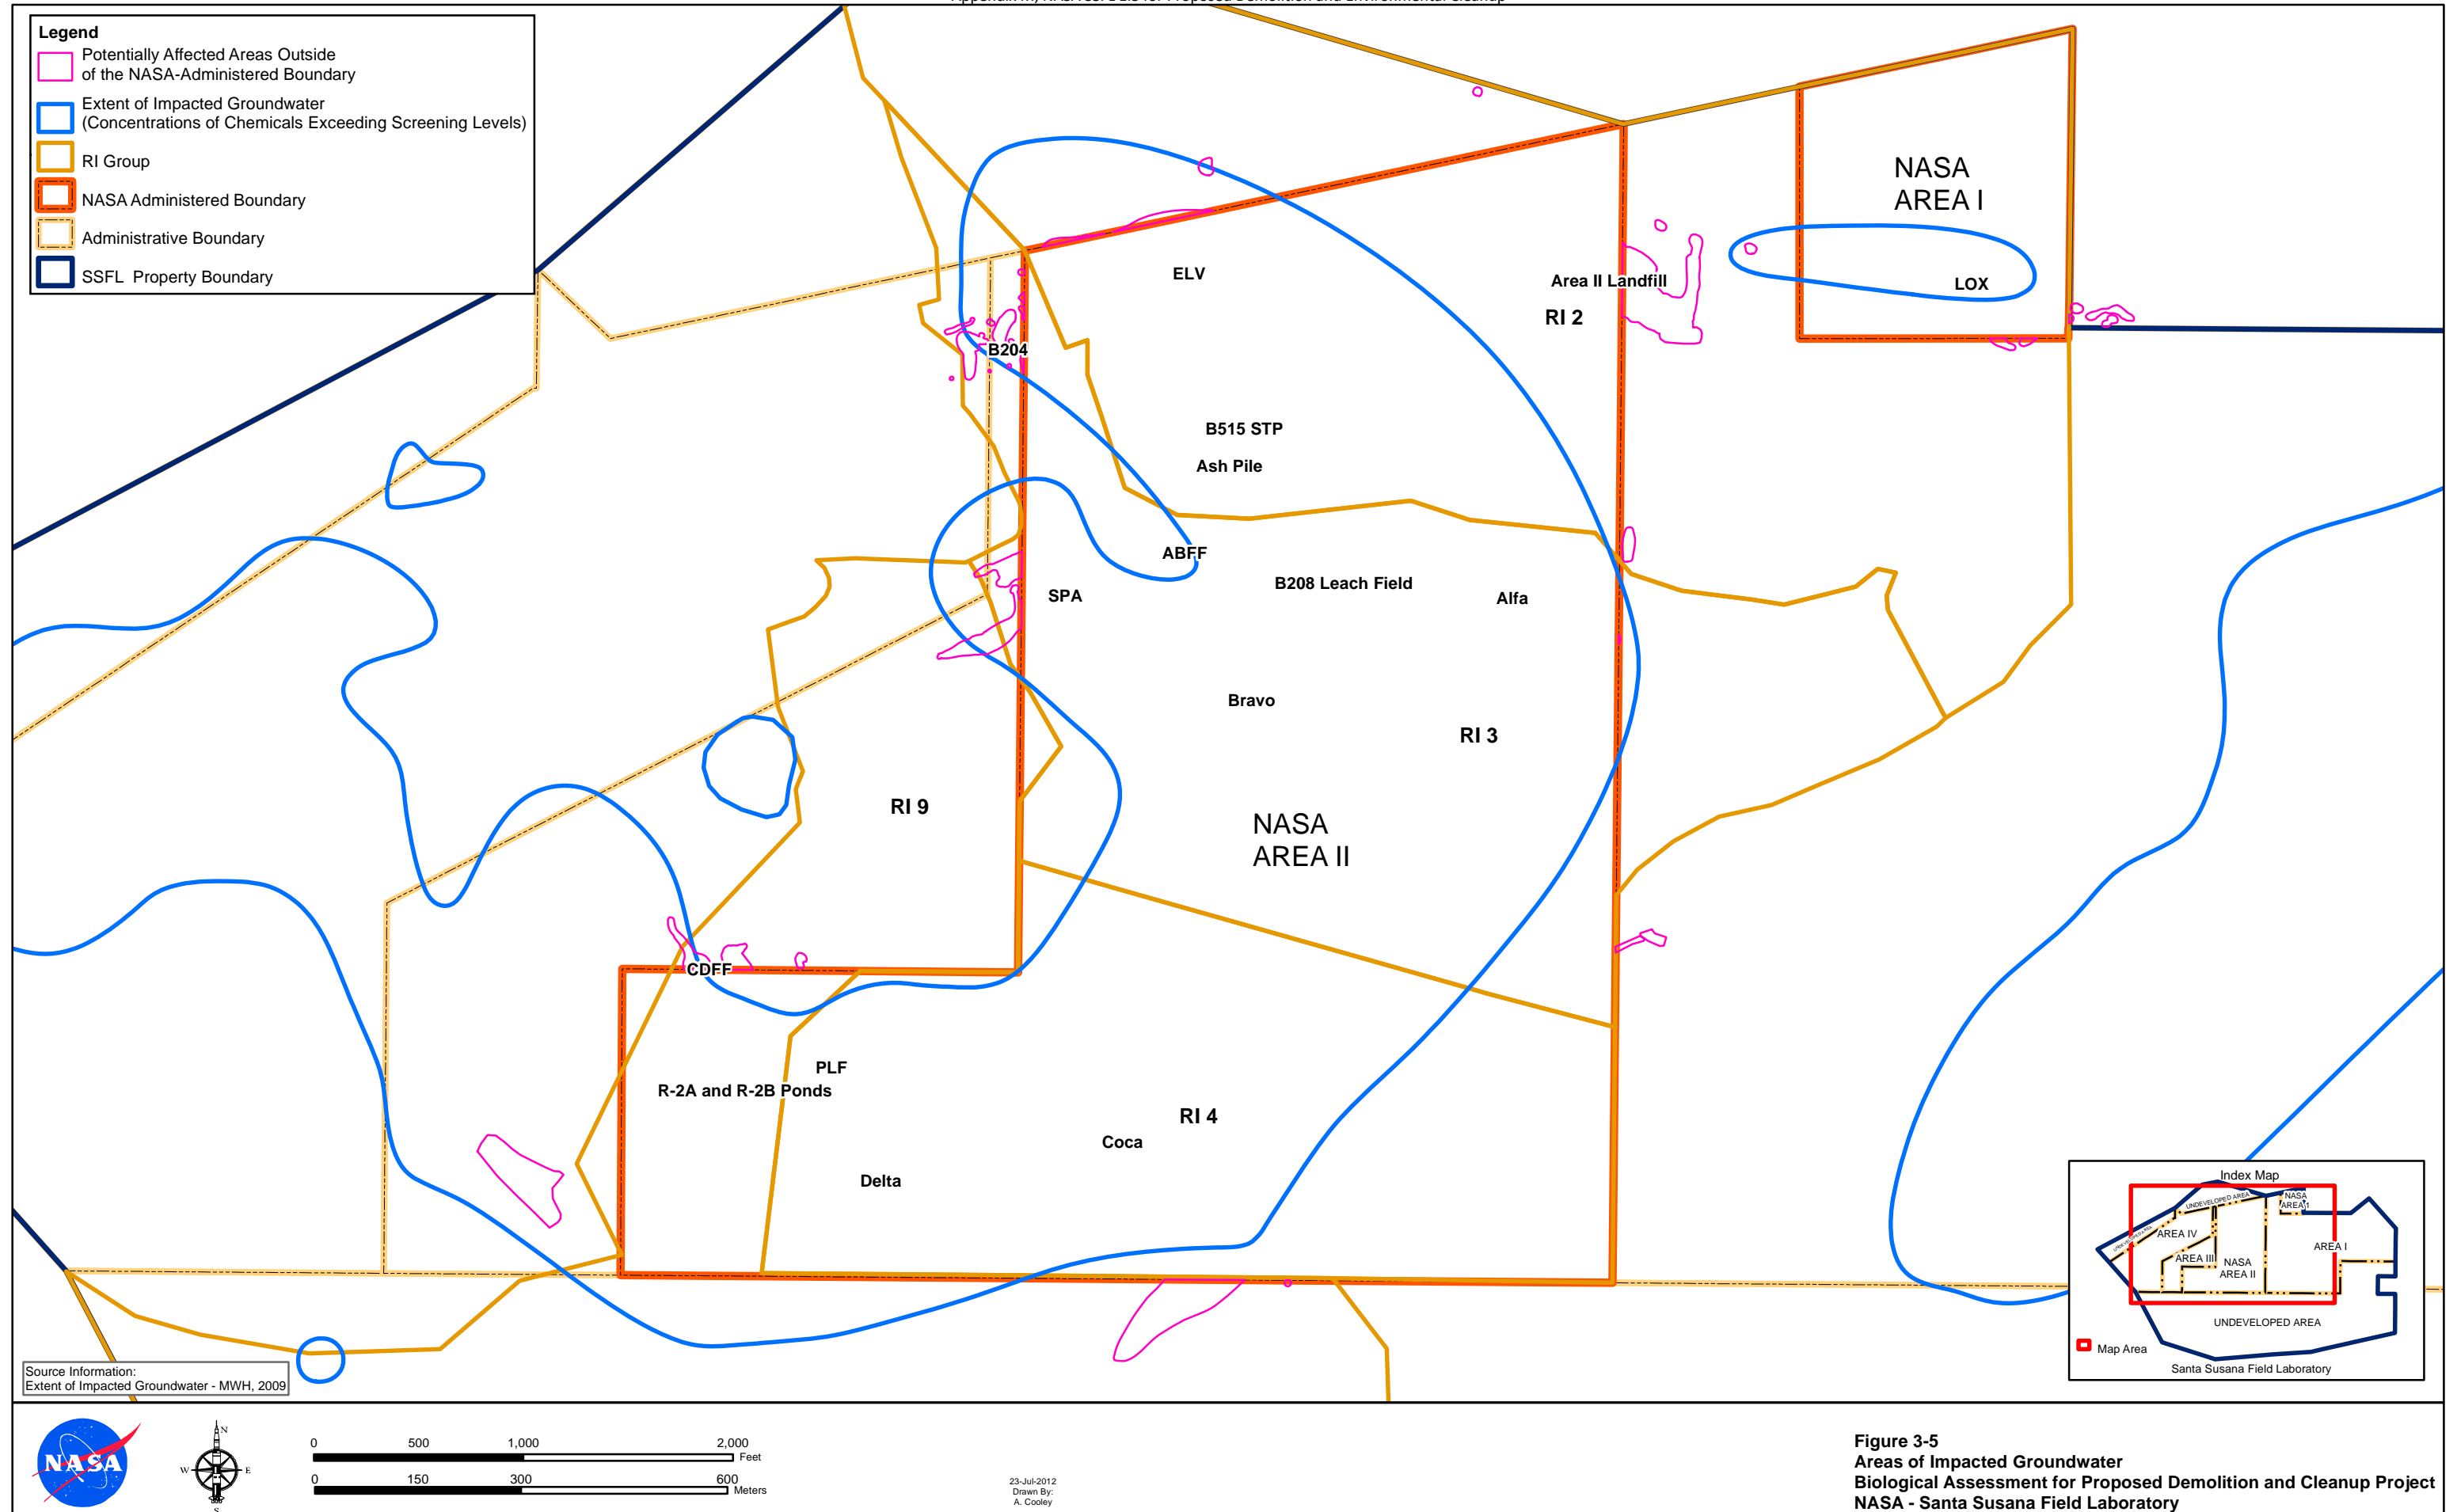 Legend
Potentially Affected Areas Outside
of the NASA-Administered Boundary
Extent of Impacted Groundwater
(Concentrations of Chemicals Exceeding Screening Levels)
RI Group
NASA Administered Boundary
Administrative Boundary
SSFL Property Boundary
NASA
AREA I
LOX
ELV
Area II Landfill
RI 2
B204
B515 STP
Ash Pile
ABFF
B208 Leach Field
SPA
Alfa
Bravo
RI 3
RI 9
NASA
AREA II
CDFF
PLF
R-2A and R-2B Ponds
RI 4
Coca
Delta
Index Map
UNDEVELOPED AREA
NASA
AREA I
UNDEVELOPED AREA
AREA IV
AREA III
NASA
AREA II
AREA I
UNDEVELOPED AREA
Map Area
Santa Susana Field Laboratory
Source Information:
Extent of Impacted Groundwater - MWH, 2009
NASA
N
W E
S
0 500 1,000 2,000
Feet
0 150 300 600
Meters
23-Jul-2012
Drawn By:
A. Cooley
Figure 3-5
Areas of Impacted Groundwater
Biological Assessment for Proposed Demolition and Cleanup Project
NASA - Santa Susana Field Laboratory